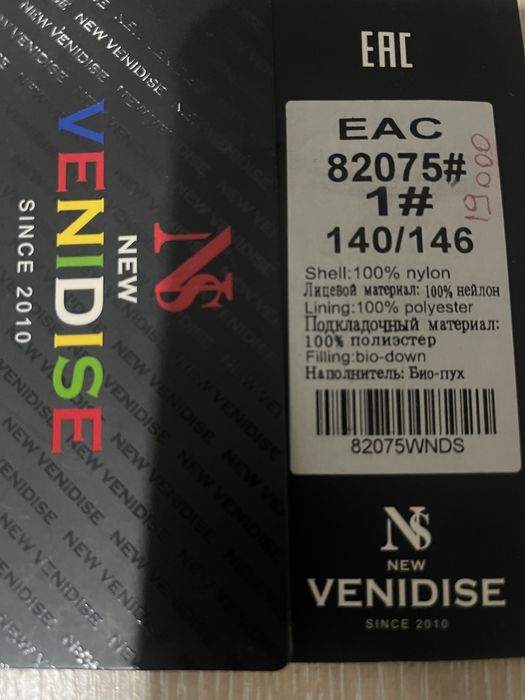 NEW VENIDISE
NS
NEW
VENIDISE
SINCE 2010
EAC
EAC
82075#
1#
140/146
19000
Shell:100% nylon
Лицевой материал: 100% нейлон
Lining:100% polyester
Подкладочный материал:
100% полиэстер
Filling:bio-down
Наполнитель: Био-пух
82075WNDS
NS
NEW
VENIDISE
SINCE 2010